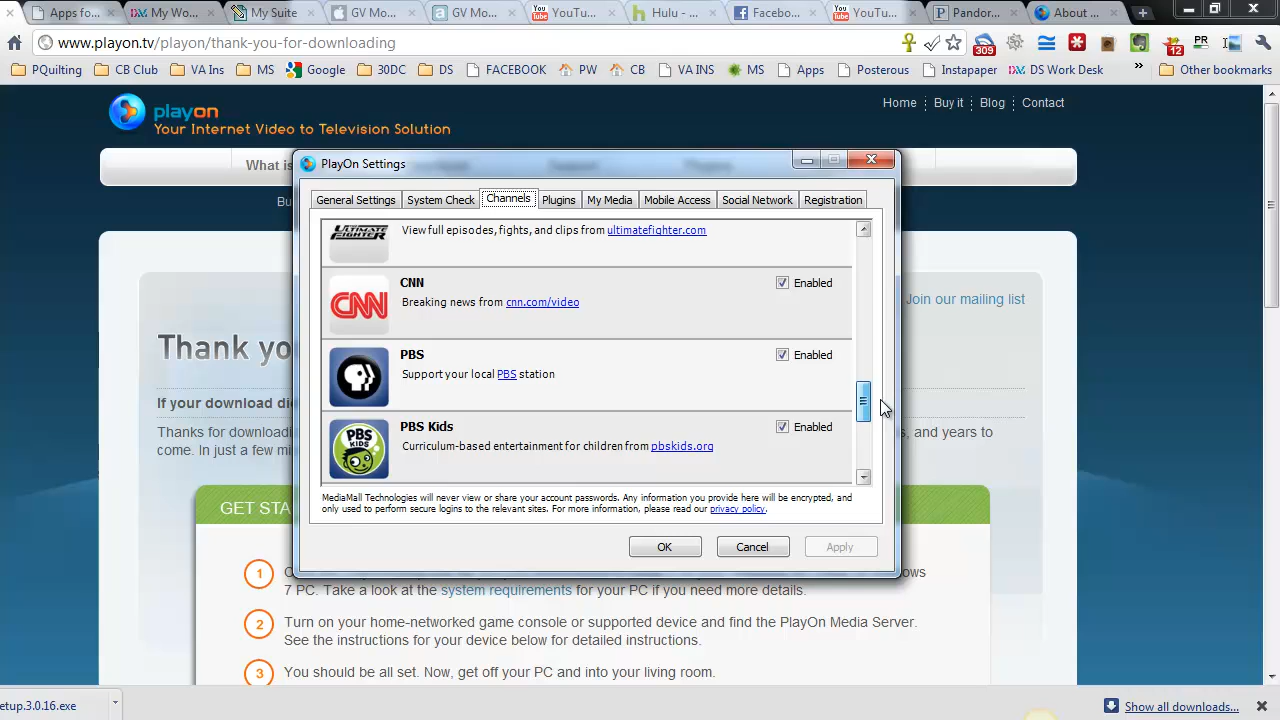 Apps fo...
My Wo...
My Suite
GV Mo...
GV Mo...
YouTu...
Hulu - ...
Facebo...
YouTu...
Pandor...
About ...
www.playon.tv/playon/thank-you-for-downloading
309
12
PR
PQuilting
CB Club
VA Ins
MS
Google
30DC
DS
FACEBOOK
PW
CB
VA INS
MS
Apps
Posterous
Instapaper
DS Work Desk
Other bookmarks
playon
Your Internet Video to Television Solution
Home
Buy it
Blog
Contact
What is
Bu
PlayOn Settings
General Settings
System Check
Channels
Plugins
My Media
Mobile Access
Social Network
Registration
ULTIMATE FIGHTER
View full episodes, fights, and clips from ultimatefighter.com
CNN
CNN
Enabled
Breaking news from cnn.com/video
PBS
Enabled
Support your local PBS station
PBS KIDS
PBS Kids
Enabled
Curriculum-based entertainment for children from pbskids.org
MediaMall Technologies will never view or share your account passwords. Any information you provide here will be encrypted, and
only used to perform secure logins to the relevant sites. For more information, please read our privacy policy.
OK
Cancel
Apply
Join our mailing list
Thank yo
If your download di
Thanks for downloading
s, and years to
come. In just a few mi
GET STA
1
C
ows
7 PC. Take a look at the system requirements for your PC if you need more details.
2
Turn on your home-networked game console or supported device and find the PlayOn Media Server.
See the instructions for your device below for detailed instructions.
3
You should be all set. Now, get off your PC and into your living room.
etup.3.0.16.exe
Show all downloads...